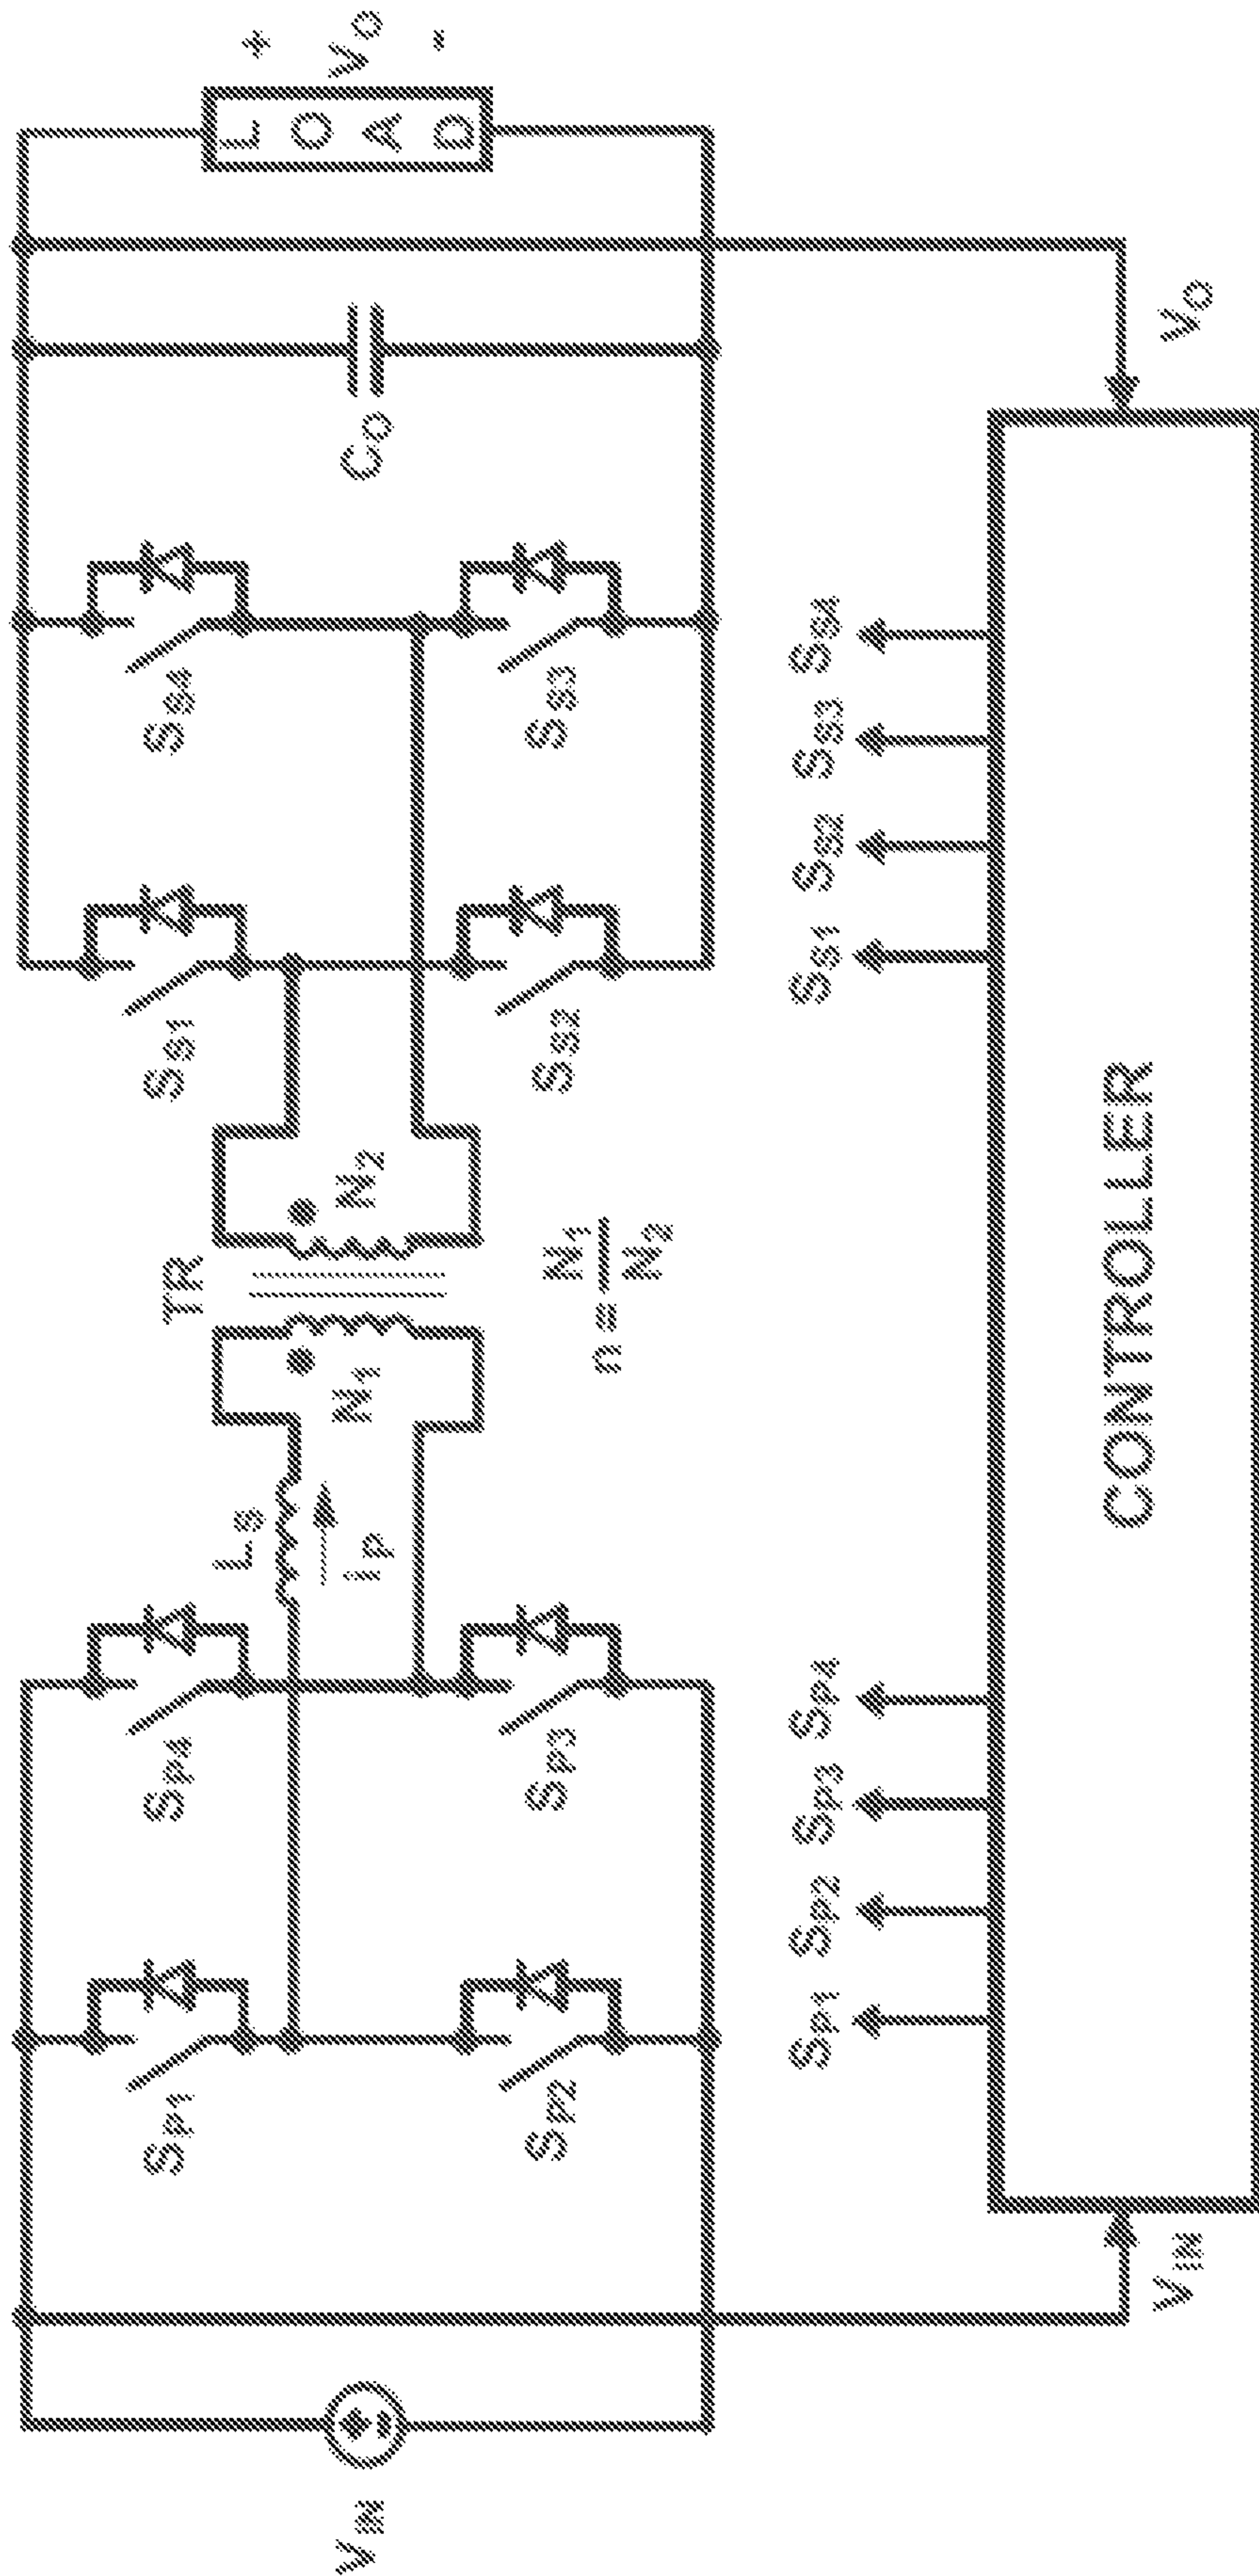 V_IN
S_p1
S_p2
S_p4
S_p3
L_s
i_p
N_1
TR
N_2
n = N_1 / N_2
S_s1
S_s2
S_s4
S_s3
C_O
LOAD
+
V_O
-
S_p1 S_p2 S_p3 S_p4 S_s1 S_s2 S_s3 S_s4
V_IN
CONTROLLER
V_O